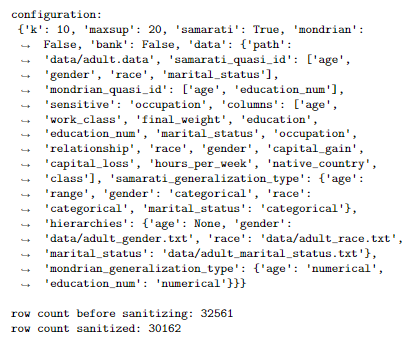 configuration:
{'k': 10, 'maxsup': 20, 'samarati': True, 'mondrian':
↪ False, 'bank': False, 'data': {'path':
↪ 'data/adult.data', 'samarati_quasi_id': ['age',
↪ 'gender', 'race', 'marital_status'],
↪ 'mondrian_quasi_id': ['age', 'education_num'],
↪ 'sensitive': 'occupation', 'columns': ['age',
↪ 'work_class', 'final_weight', 'education',
↪ 'education_num', 'marital_status', 'occupation',
↪ 'relationship', 'race', 'gender', 'capital_gain',
↪ 'capital_loss', 'hours_per_week', 'native_country',
↪ 'class'], 'samarati_generalization_type': {'age':
↪ 'range', 'gender': 'categorical', 'race':
↪ 'categorical', 'marital_status': 'categorical'},
↪ 'hierarchies': {'age': None, 'gender':
↪ 'data/adult_gender.txt', 'race': 'data/adult_race.txt',
↪ 'marital_status': 'data/adult_marital_status.txt'},
↪ 'mondrian_generalization_type': {'age': 'numerical',
↪ 'education_num': 'numerical'}}}
row count before sanitizing: 32561
row count sanitized: 30162